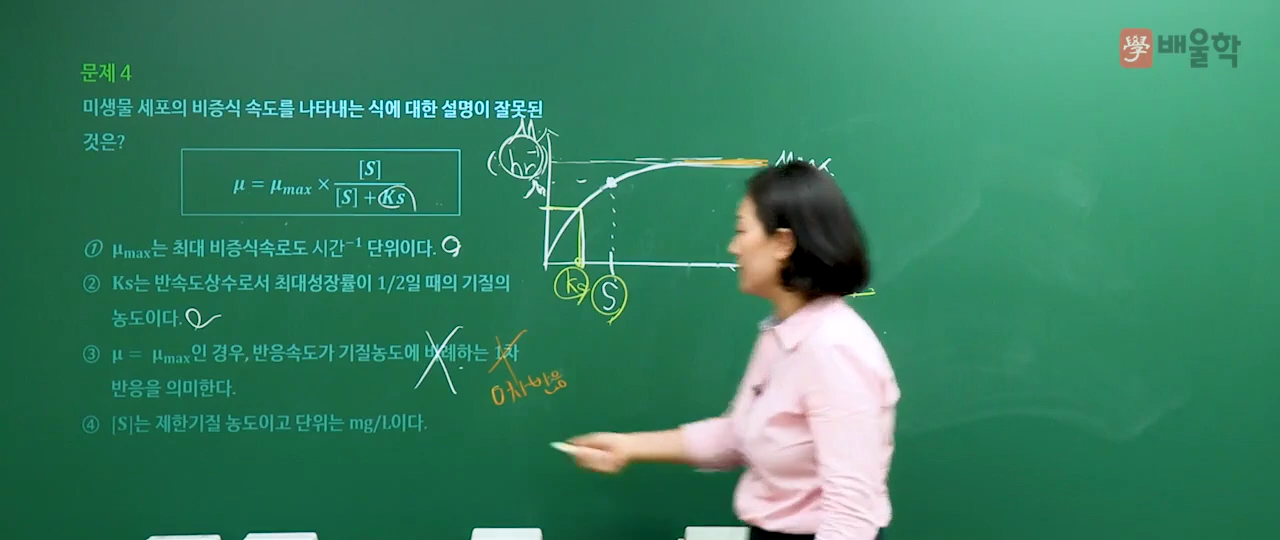 學 배울학
문제 4
미생물 세포의 비증식 속도를 나타내는 식에 대한 설명이 잘못된
것은?
μ = μmax × [S] / [S] + Ks
① μmax는 최대 비증식속로도 시간⁻¹ 단위이다.
② Ks는 반속도상수로서 최대성장률이 1/2일 때의 기질의
농도이다.
③ μ = μmax인 경우, 반응속도가 기질농도에 비례하는 1차
반응을 의미한다.
0차반응
④ [S]는 제한기질 농도이고 단위는 mg/L이다.
Ks
S